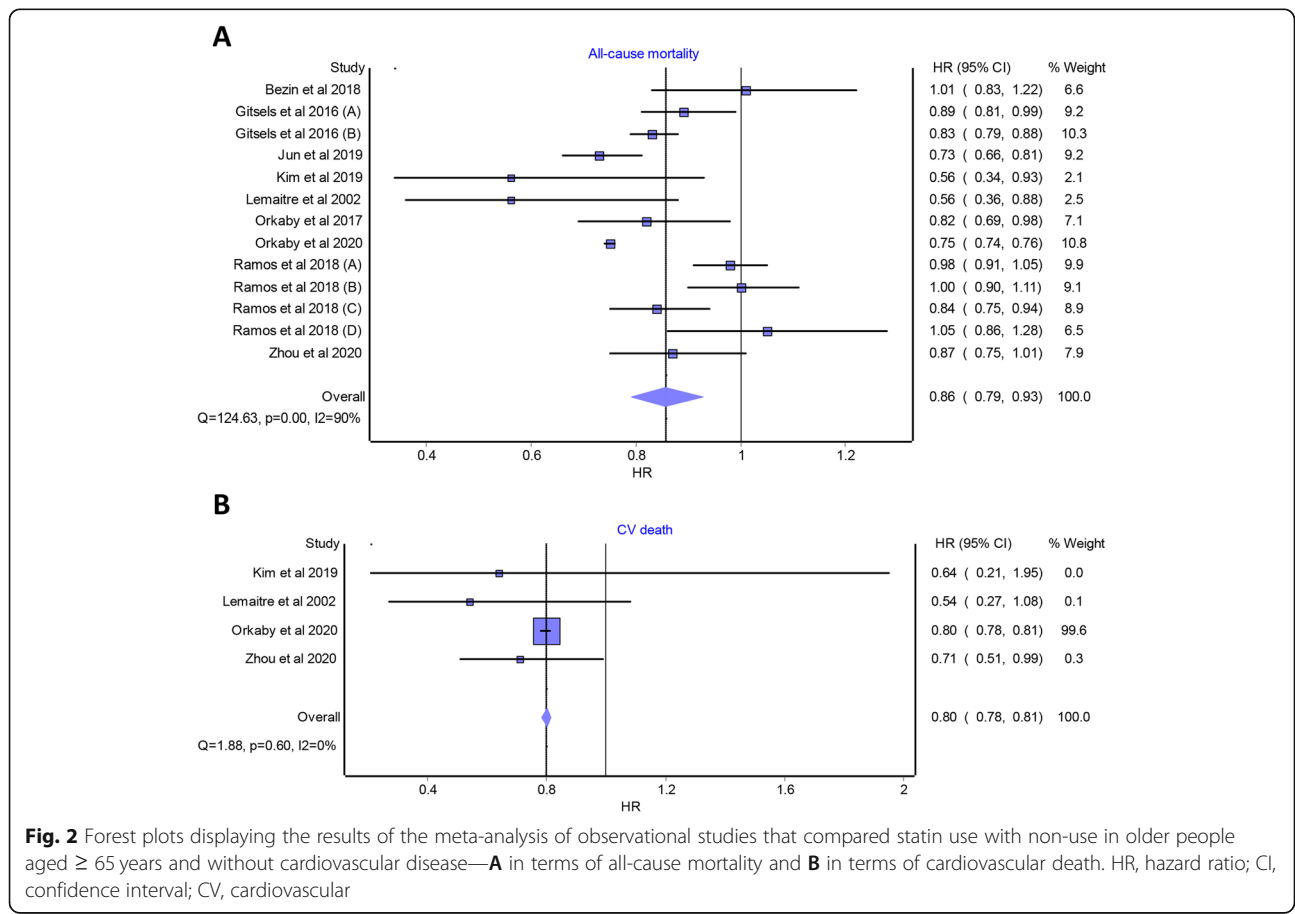 A
All-cause mortality
Study HR (95% CI) % Weight
Bezin et al 2018 1.01 ( 0.83, 1.22) 6.6
Gitsels et al 2016 (A) 0.89 ( 0.81, 0.99) 9.2
Gitsels et al 2016 (B) 0.83 ( 0.79, 0.88) 10.3
Jun et al 2019 0.73 ( 0.66, 0.81) 9.2
Kim et al 2019 0.56 ( 0.34, 0.93) 2.1
Lemaitre et al 2002 0.56 ( 0.36, 0.88) 2.5
Orkaby et al 2017 0.82 ( 0.69, 0.98) 7.1
Orkaby et al 2020 0.75 ( 0.74, 0.76) 10.8
Ramos et al 2018 (A) 0.98 ( 0.91, 1.05) 9.9
Ramos et al 2018 (B) 1.00 ( 0.90, 1.11) 9.1
Ramos et al 2018 (C) 0.84 ( 0.75, 0.94) 8.9
Ramos et al 2018 (D) 1.05 ( 0.86, 1.28) 6.5
Zhou et al 2020 0.87 ( 0.75, 1.01) 7.9
Overall 0.86 ( 0.79, 0.93) 100.0
Q=124.63, p=0.00, I2=90%
0.4 0.6 0.8 1 1.2
HR
B
CV death
Study HR (95% CI) % Weight
Kim et al 2019 0.64 ( 0.21, 1.95) 0.0
Lemaitre et al 2002 0.54 ( 0.27, 1.08) 0.1
Orkaby et al 2020 0.80 ( 0.78, 0.81) 99.6
Zhou et al 2020 0.71 ( 0.51, 0.99) 0.3
Overall 0.80 ( 0.78, 0.81) 100.0
Q=1.88, p=0.60, I2=0%
0.4 0.8 1.2 1.6 2
HR
Fig. 2 Forest plots displaying the results of the meta-analysis of observational studies that compared statin use with non-use in older people
aged ≥ 65 years and without cardiovascular disease—A in terms of all-cause mortality and B in terms of cardiovascular death. HR, hazard ratio; CI,
confidence interval; CV, cardiovascular